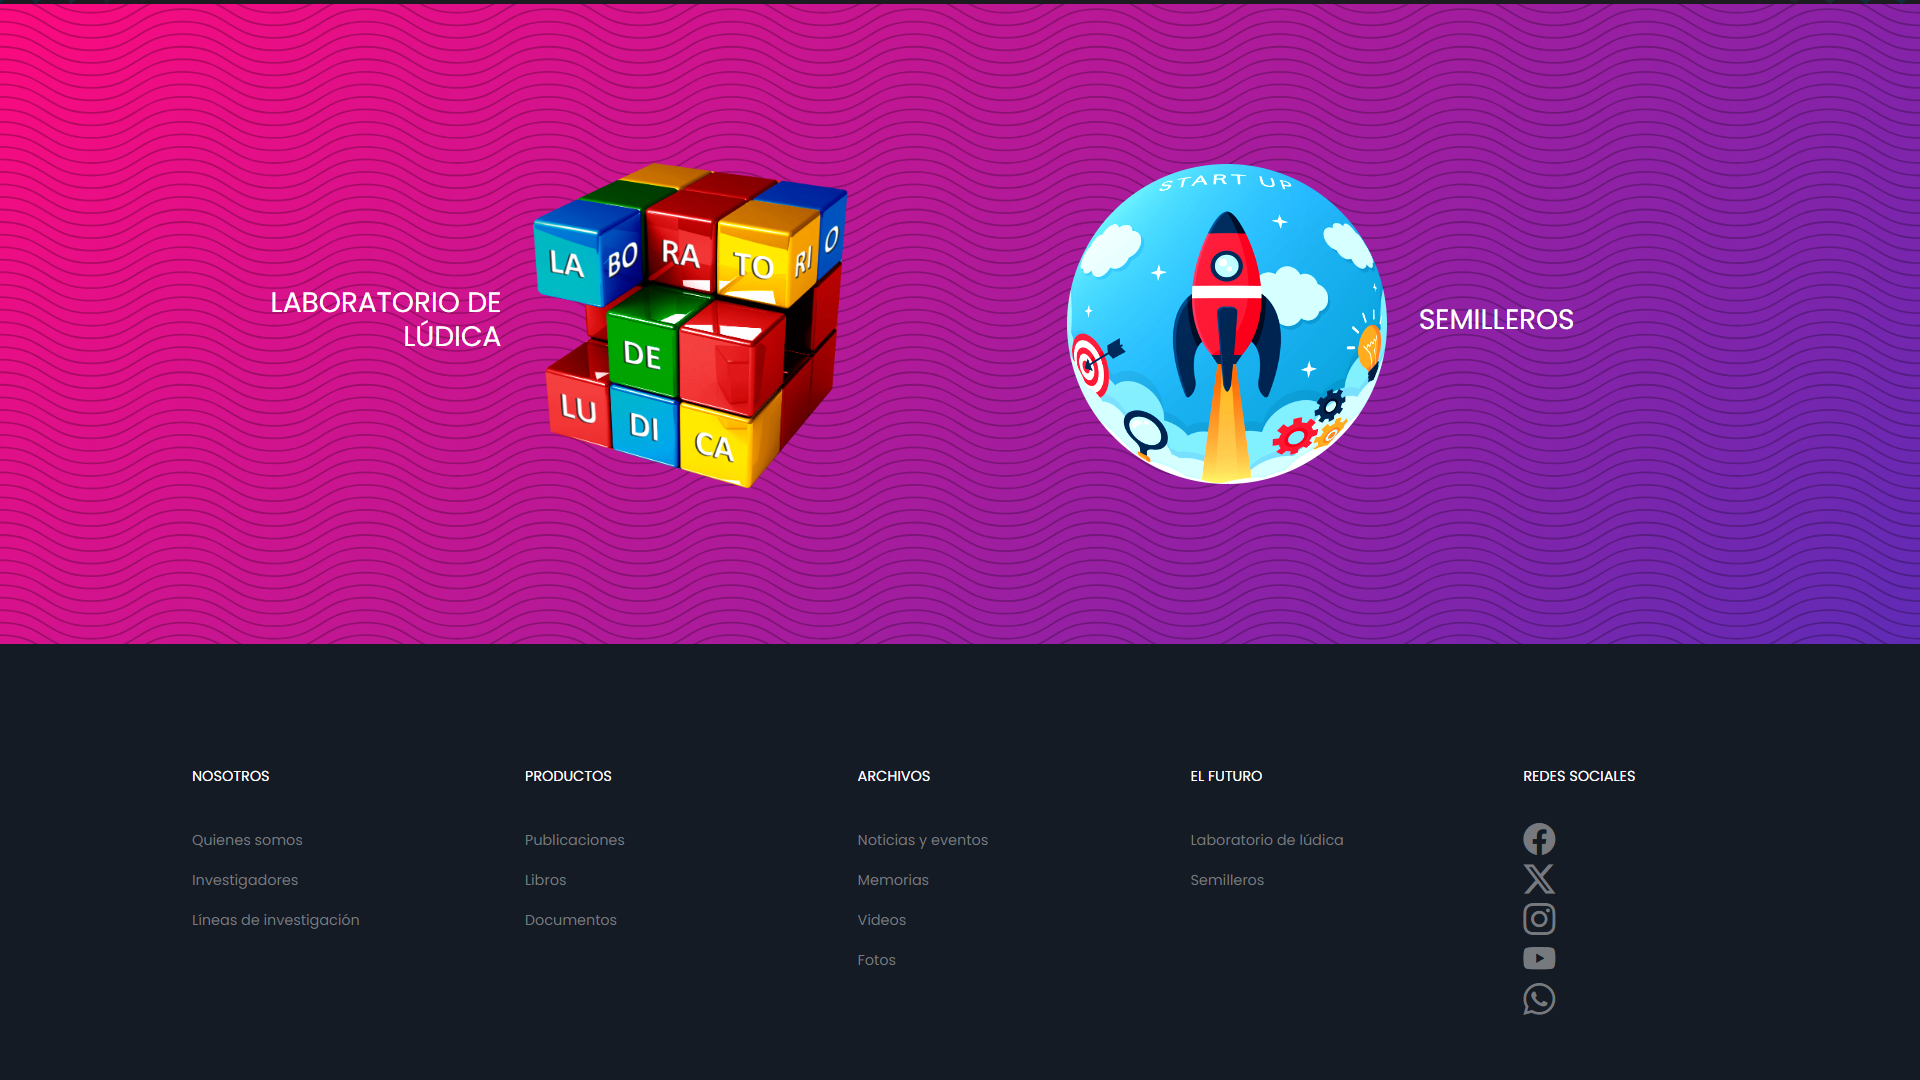 LABORATORIO DE
LÚDICA
LA BO RA TO RI O
DE
LU DI CA
START UP
SEMILLEROS
NOSOTROS
Quienes somos
Investigadores
Líneas de investigación
PRODUCTOS
Publicaciones
Libros
Documentos
ARCHIVOS
Noticias y eventos
Memorias
Videos
Fotos
EL FUTURO
Laboratorio de lúdica
Semilleros
REDES SOCIALES